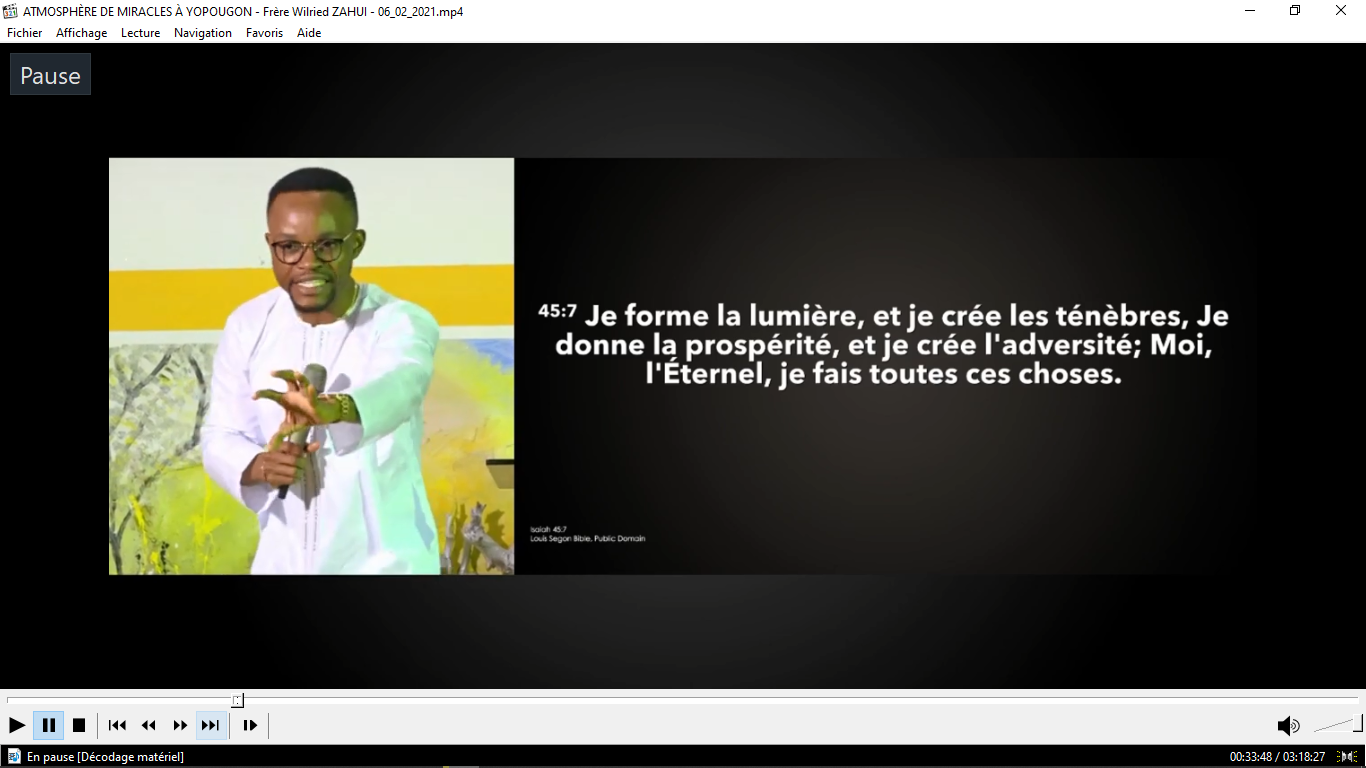 ATMOSPHÈRE DE MIRACLES À YOPOUGON - Frère Wilried ZAHUI - 06_02_2021.mp4
Fichier Affichage Lecture Navigation Favoris Aide
Pause
45:7 Je forme la lumière, et je crée les ténèbres, Je
donne la prospérité, et je crée l'adversité; Moi,
l'Éternel, je fais toutes ces choses.
Isaiah 45:7
Louis Segon Bible, Public Domain
En pause [Décodage matériel]
00:33:48 / 03:18:27